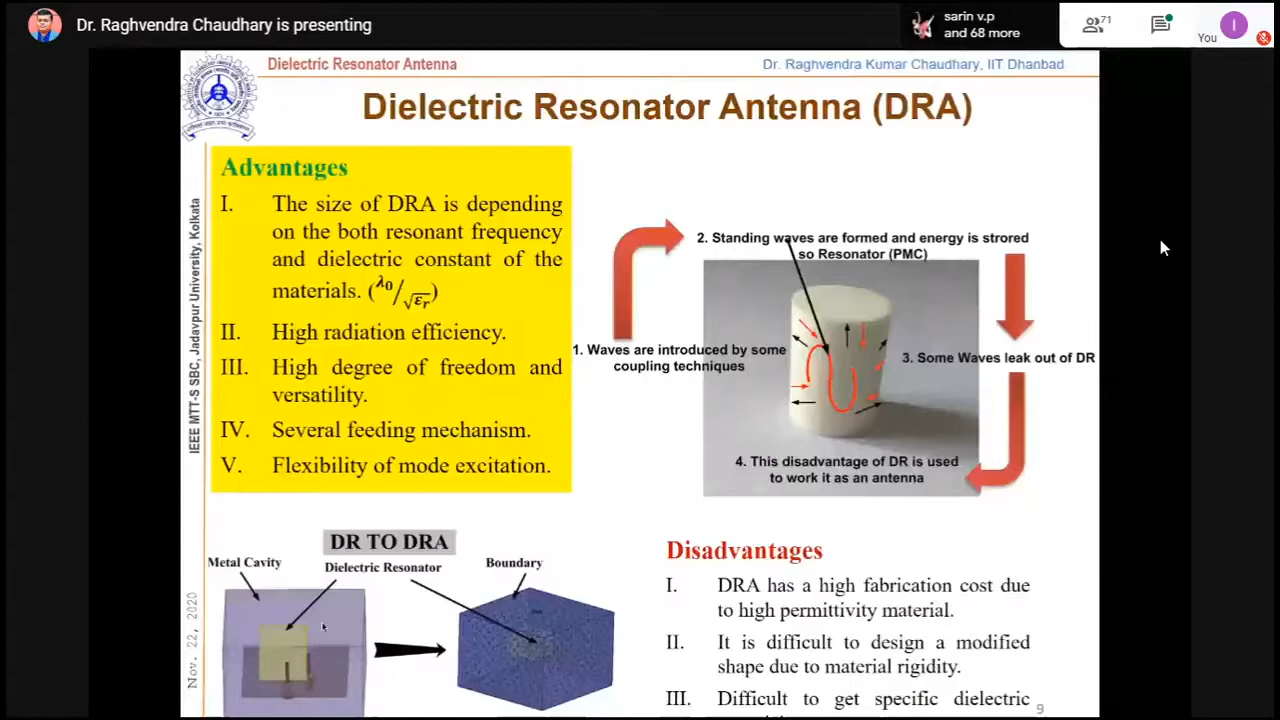 Dr. Raghvendra Chaudhary is presenting
sarin v.p
and 68 more
71
You
I
Dielectric Resonator Antenna
Dr. Raghvendra Kumar Chaudhary, IIT Dhanbad
Dielectric Resonator Antenna (DRA)
IEEE MTT-S SBC, Jadavpur University, Kolkata
Nov. 22, 2020
Advantages
I. The size of DRA is depending
on the both resonant frequency
and dielectric constant of the
materials. (λ₀/√εᵣ)
II. High radiation efficiency.
III. High degree of freedom and
versatility.
IV. Several feeding mechanism.
V. Flexibility of mode excitation.
1. Waves are introduced by some
coupling techniques
2. Standing waves are formed and energy is strored
so Resonator (PMC)
3. Some Waves leak out of DR
4. This disadvantage of DR is used
to work it as an antenna
DR TO DRA
Metal Cavity
Dielectric Resonator
Boundary
Disadvantages
I. DRA has a high fabrication cost due
to high permittivity material.
II. It is difficult to design a modified
shape due to material rigidity.
III. Difficult to get specific dielectric
9